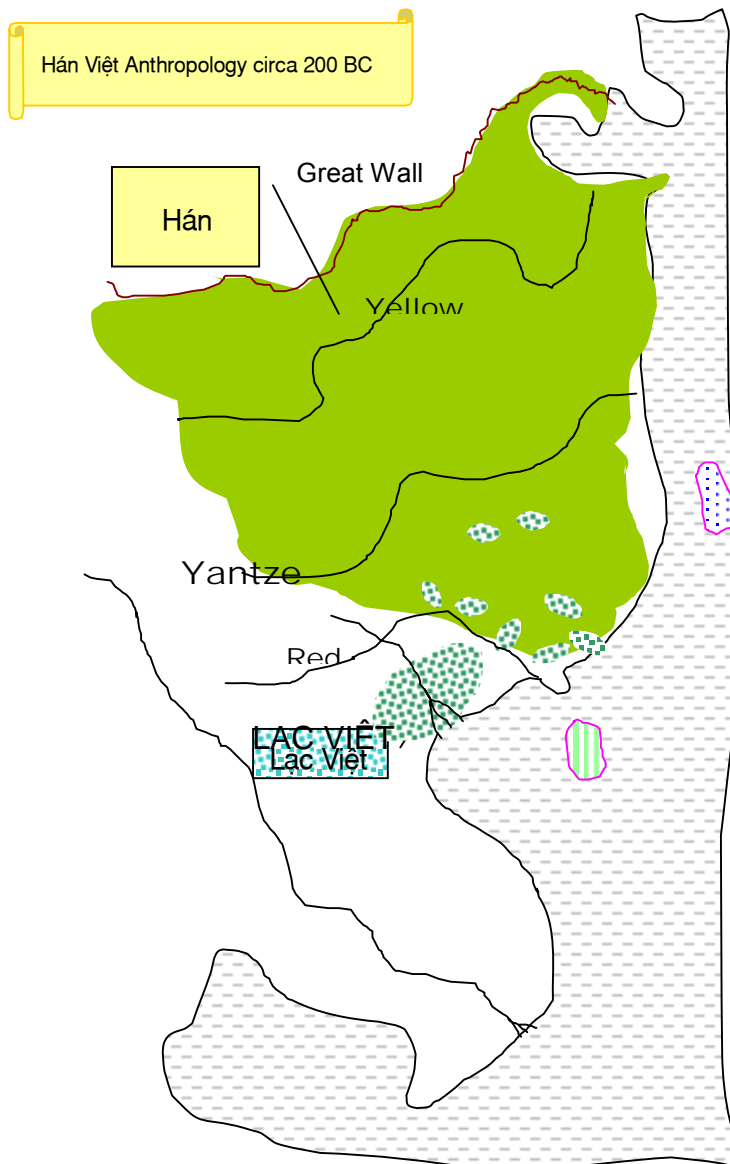 Hán Việt Anthropology circa 200 BC
Great Wall
Hán
Yellow
Yantze
Red
LẠC VIỆT
Lạc Việt